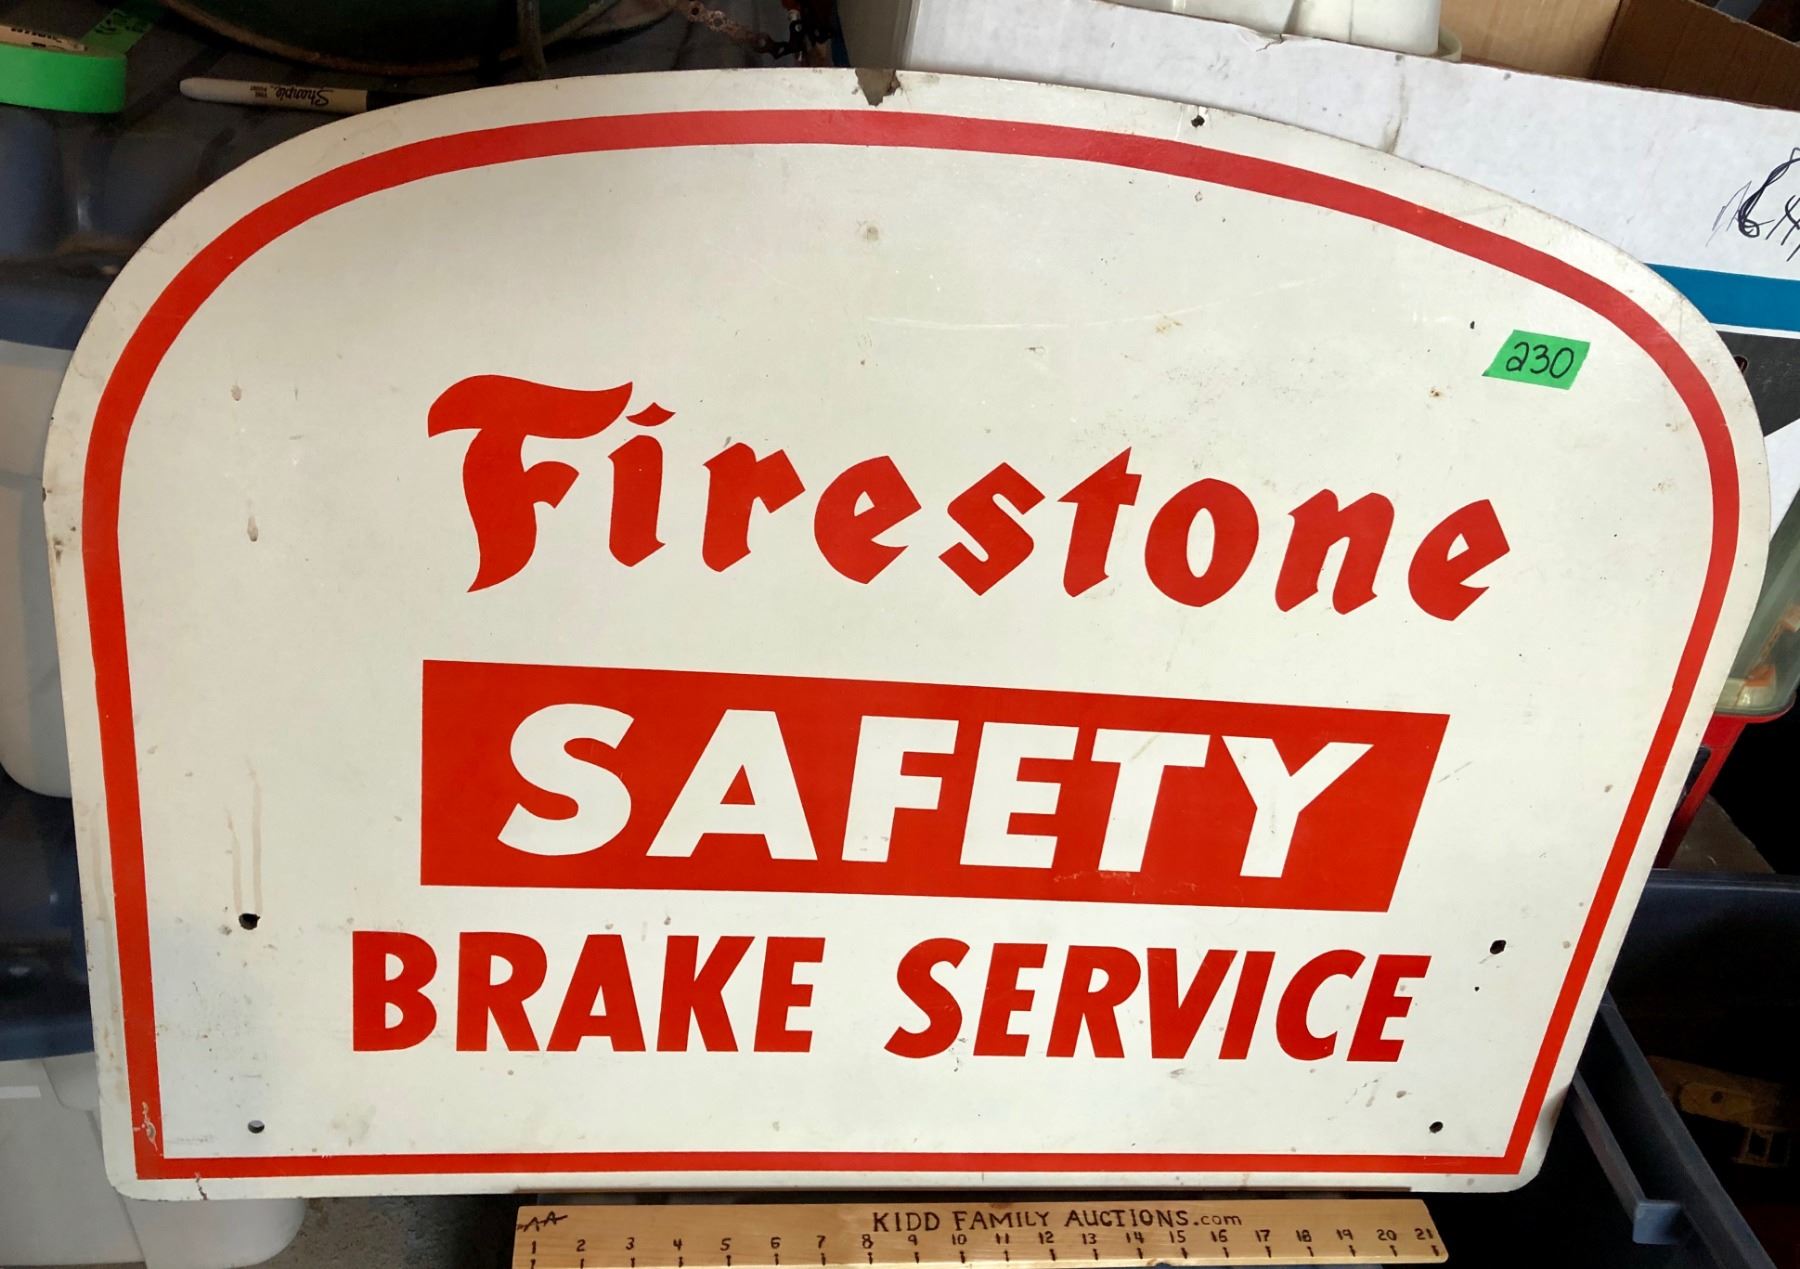 Sharpie
230
Firestone
SAFETY
BRAKE SERVICE
KIDD FAMILY AUCTIONS.com
1 2 3 4 5 6 7 8 9 10 11 12 13 14 15 16 17 18 19 20 21